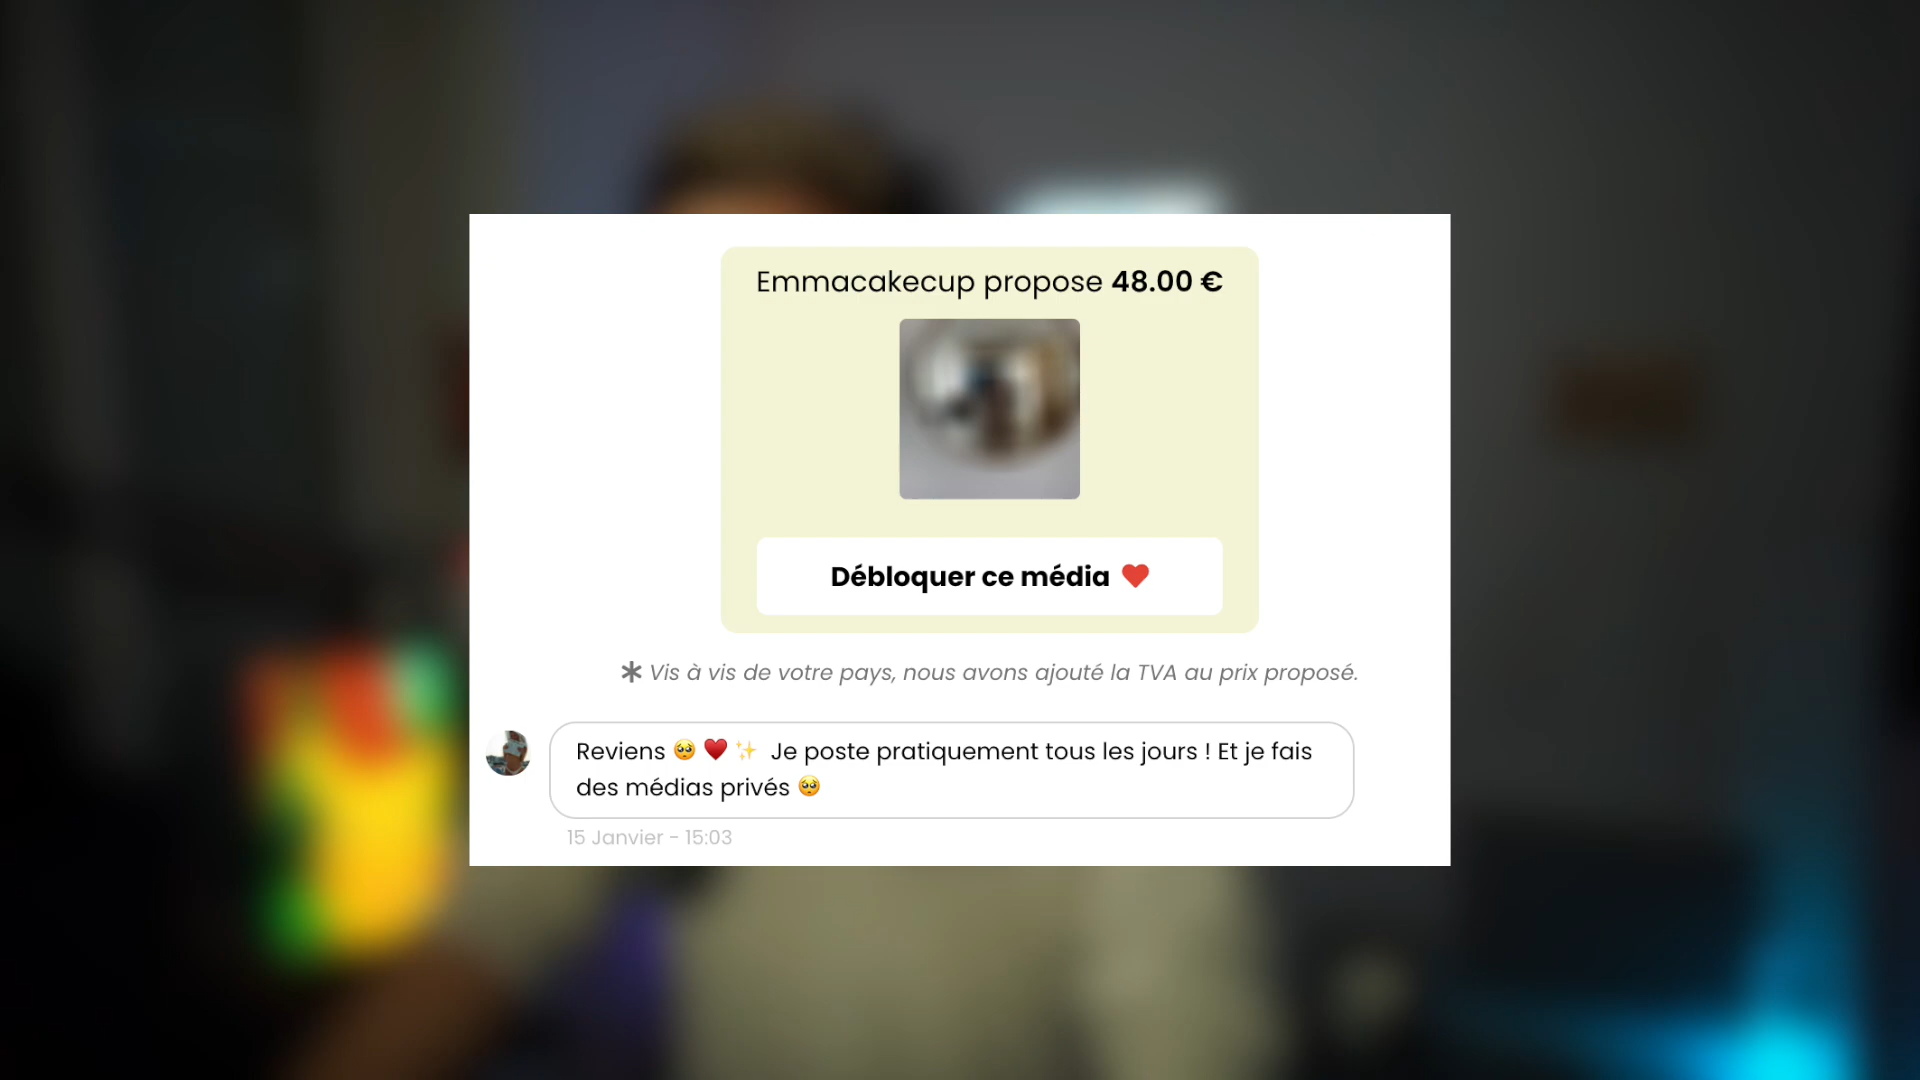 Emmacakecup propose 48.00 €
Débloquer ce média ❤
* Vis à vis de votre pays, nous avons ajouté la TVA au prix proposé.
Reviens 🥺 ♥ ✨ Je poste pratiquement tous les jours ! Et je fais
des médias privés 🥺
15 Janvier - 15:03